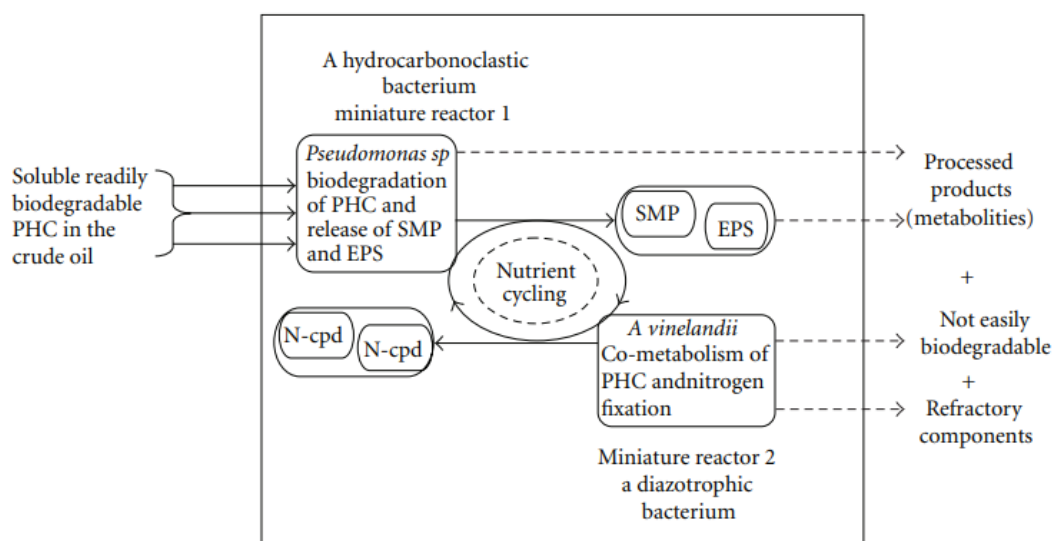 A hydrocarbonoclastic
bacterium
miniature reactor 1
Soluble readily
biodegradable
PHC in the
crude oil
Pseudomonas sp
biodegradation
of PHC and
release of SMP
and EPS
SMP
EPS
Nutrient
cycling
N-cpd
N-cpd
A vinelandii
Co-metabolism of
PHC andnitrogen
fixation
Miniature reactor 2
a diazotrophic
bacterium
Processed
products
(metabolities)
+
Not easily
biodegradable
+
Refractory
components